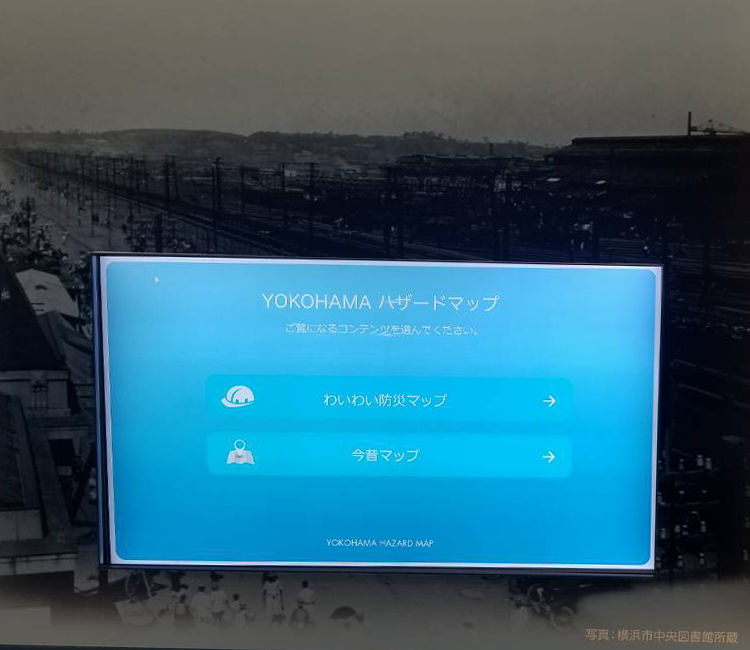 YOKOHAMA ハザードマップ
ご覧になるコンテンツを選んでください。
わいわい防災マップ
今昔マップ
YOKOHAMA HAZARD MAP
写真：横浜市中央図書館所蔵